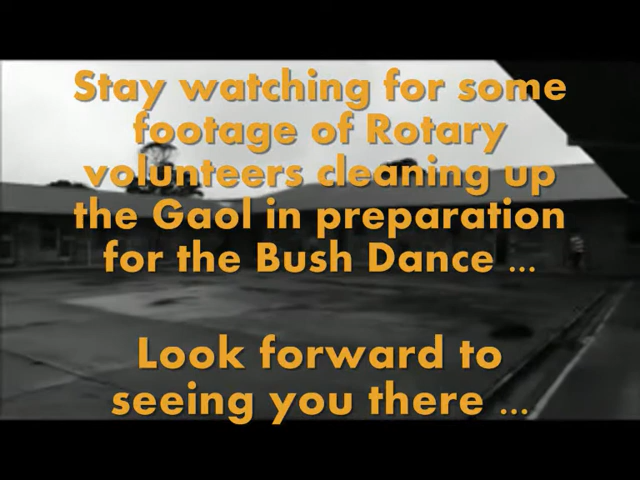 Stay watching for some
footage of Rotary
volunteers cleaning up
the Gaol in preparation
for the Bush Dance ...
Look forward to
seeing you there ...